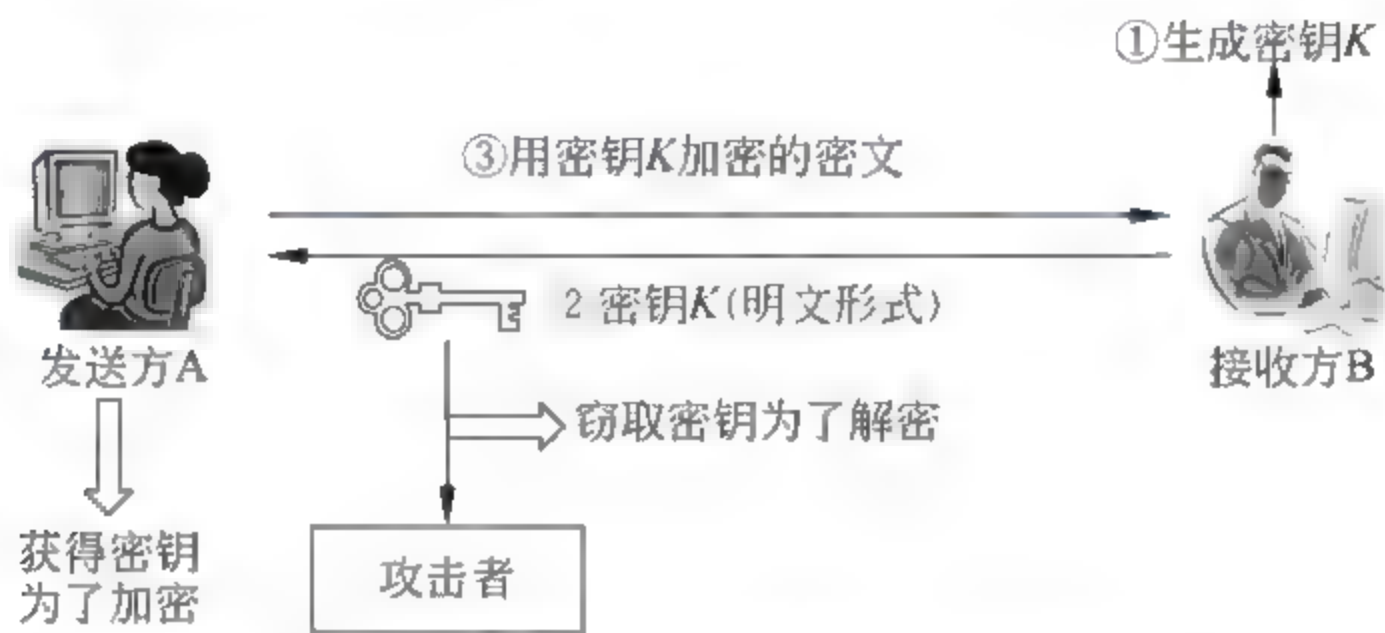 ①生成密钥K
③用密钥K加密的密文
2 密钥K(明文形式)
发送方A
接收方B
窃取密钥为了解密
获得密钥
为了加密
攻击者